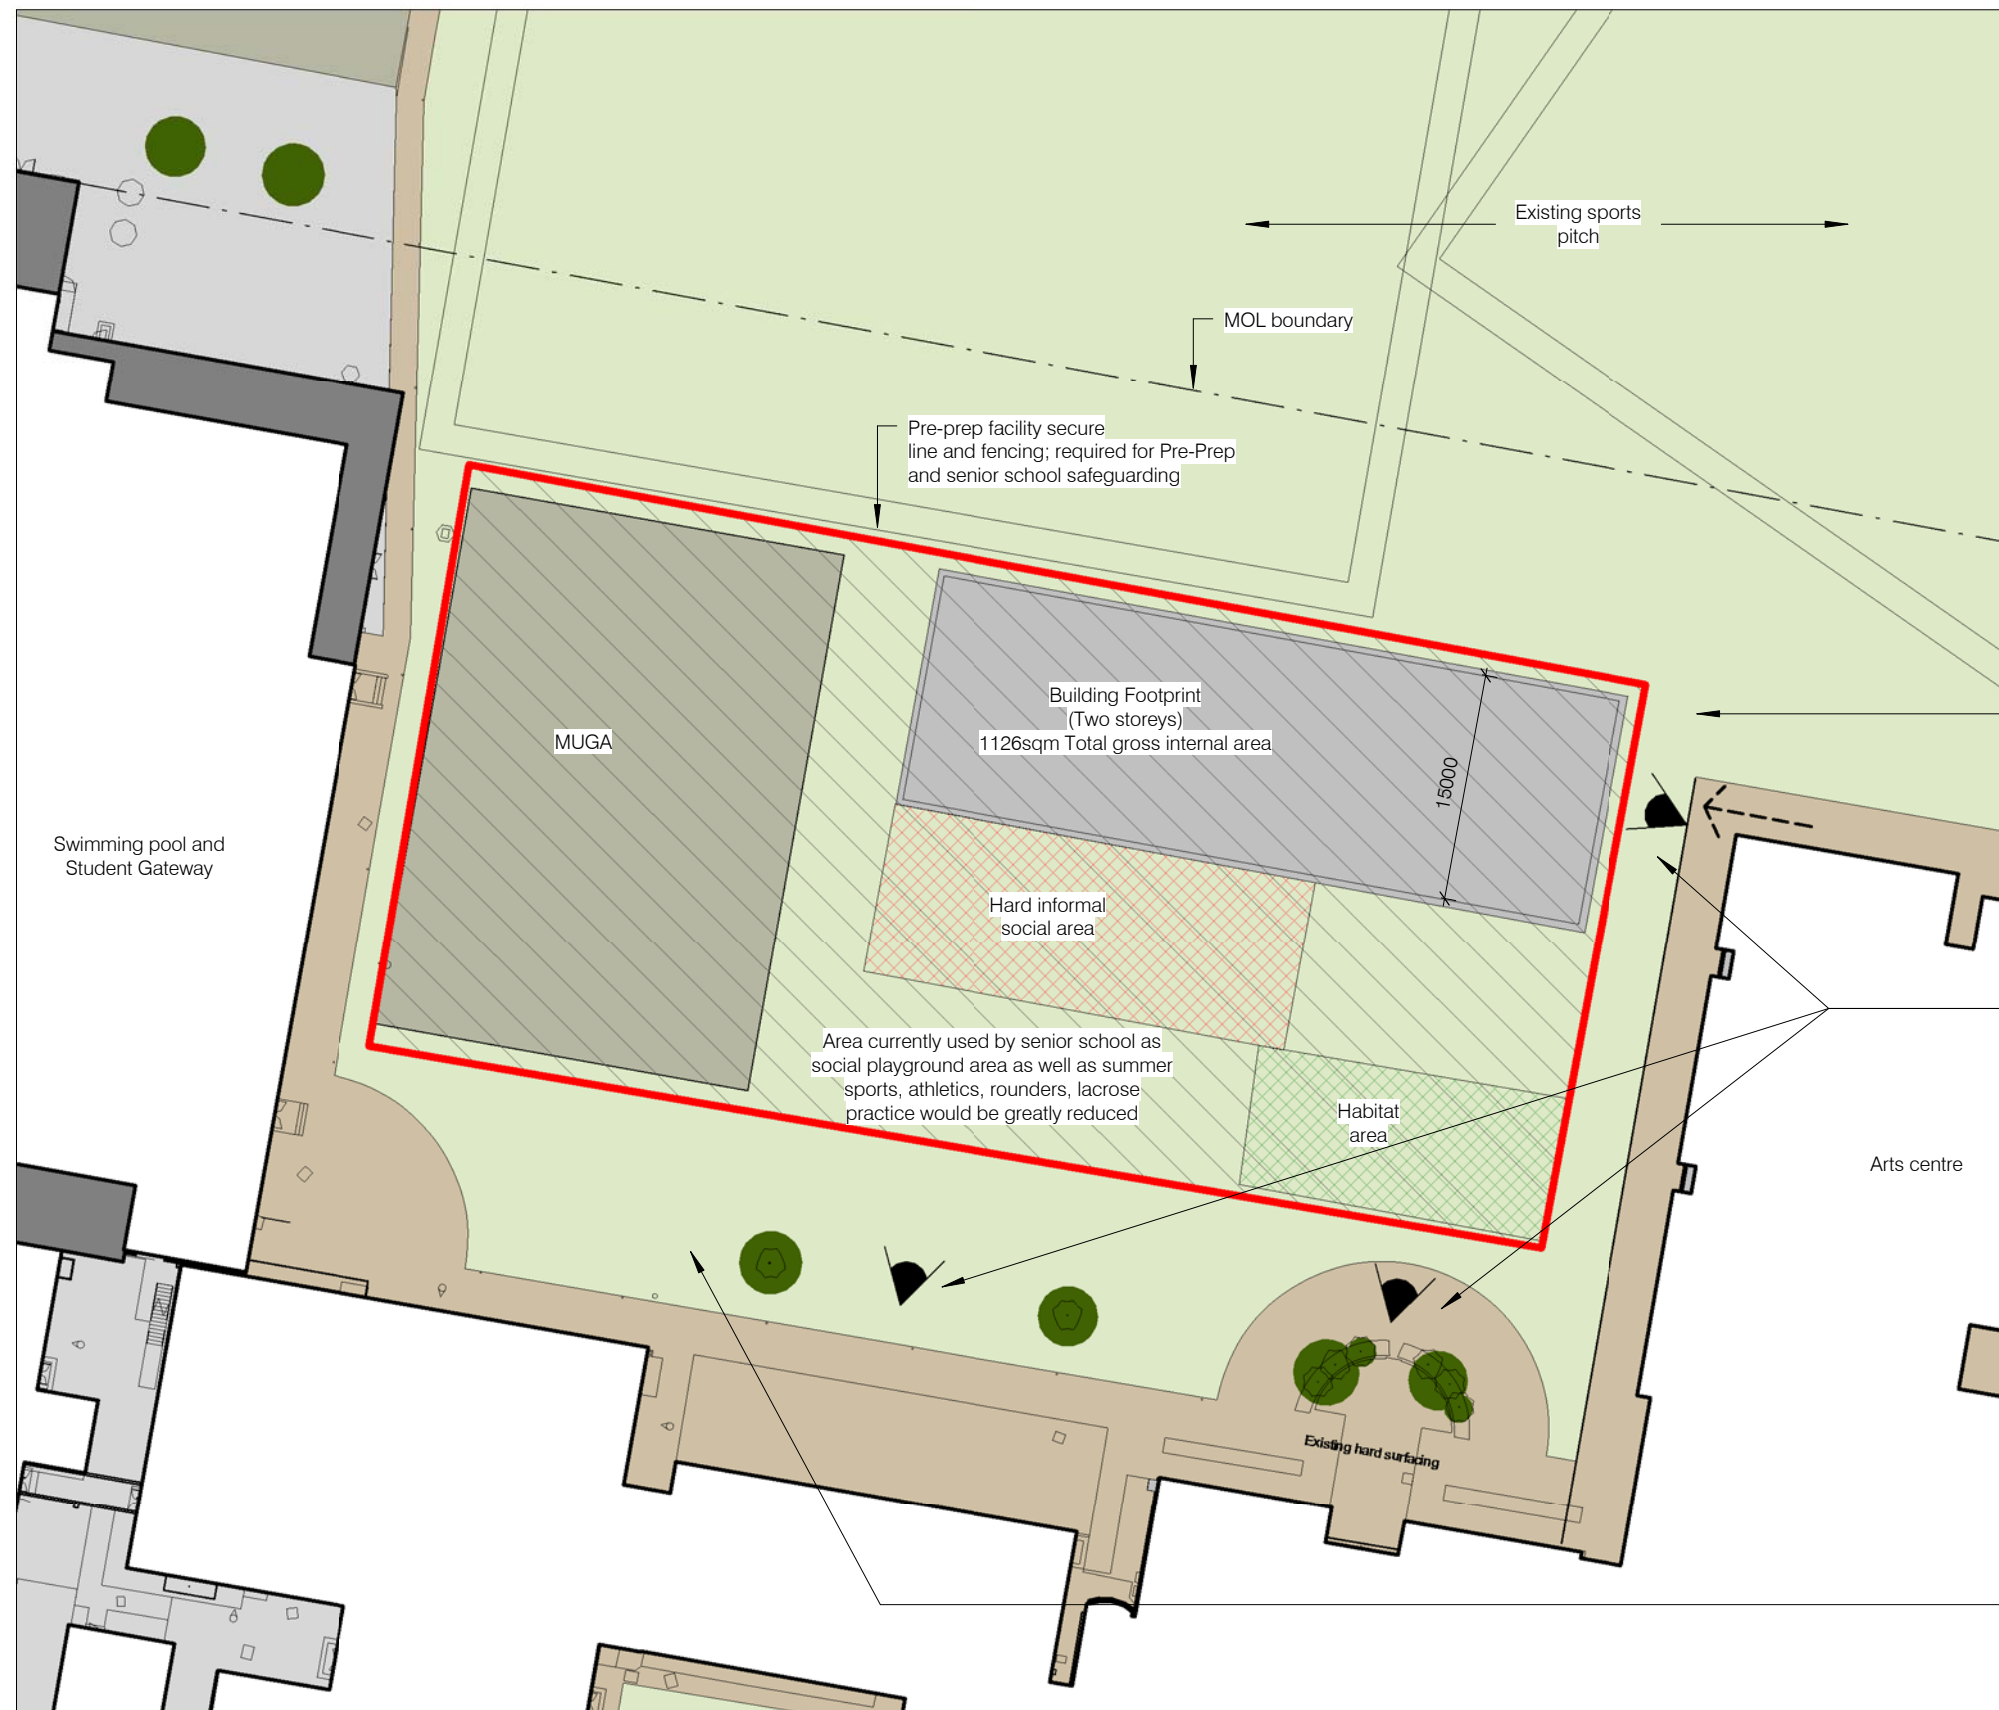 Existing sports
pitch
MOL boundary
Pre-prep facility secure
line and fencing; required for Pre-Prep
and senior school safeguarding
Building Footprint
(Two storeys)
1126sqm Total gross internal area
MUGA
15000
Swimming pool and
Student Gateway
Hard informal
social area
Area currently used by senior school as
social playground area as well as summer
sports, athletics, rounders, lacrose
practice would be greatly reduced
Habitat
area
Arts centre
Existing hard surfacing